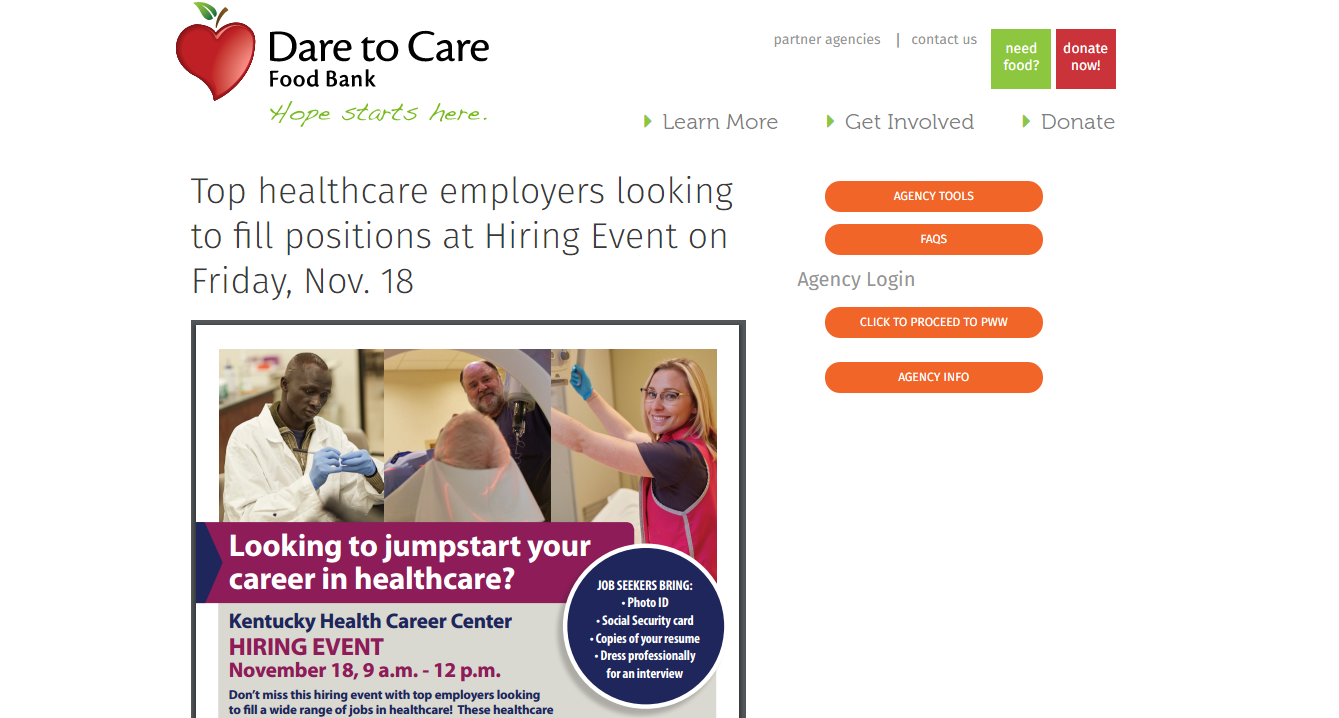 Dare to Care
Food Bank
Hope starts here.
partner agencies | contact us
need
food?
donate
now!
Learn More
Get Involved
Donate
Top healthcare employers looking
to fill positions at Hiring Event on
Friday, Nov. 18
AGENCY TOOLS
FAQS
Agency Login
CLICK TO PROCEED TO PWW
AGENCY INFO
Looking to jumpstart your
career in healthcare?
Kentucky Health Career Center
HIRING EVENT
November 18, 9 a.m. - 12 p.m.
Don't miss this hiring event with top employers looking
to fill a wide range of jobs in healthcare! These healthcare
JOB SEEKERS BRING:
• Photo ID
• Social Security card
• Copies of your resume
• Dress professionally
for an interview